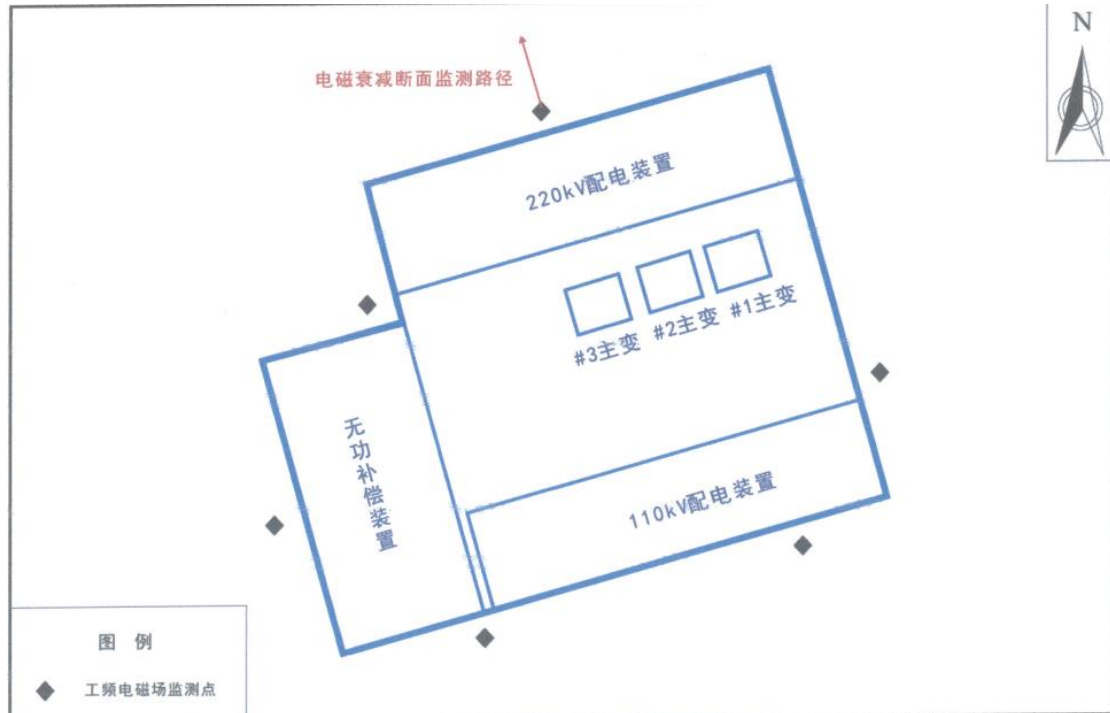 N
电磁衰减断面监测路径
220kV配电装置
#3主变 #2主变 #1主变
无功补偿装置
110kV配电装置
图 例
工频电磁场监测点